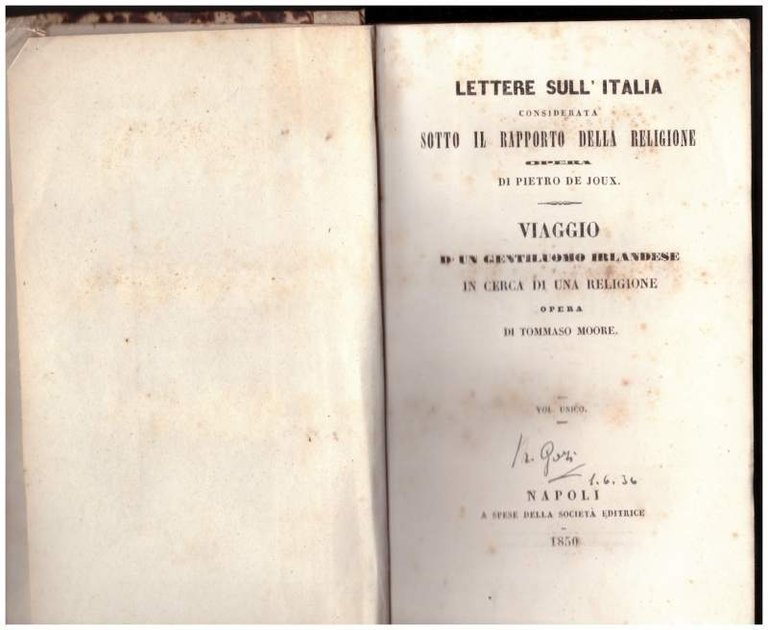 LETTERE SULL' ITALIA
CONSIDERATA
SOTTO IL RAPPORTO DELLA RELIGIONE
OPERA
DI PIETRO DE JOUX.
VIAGGIO
D' UN GENTILUOMO IRLANDESE
IN CERCA DI UNA RELIGIONE
OPERA
DI TOMMASO MOORE.
VOL. UNICO.
1.6.36
NAPOLI
A SPESE DELLA SOCIETÀ EDITRICE
1850